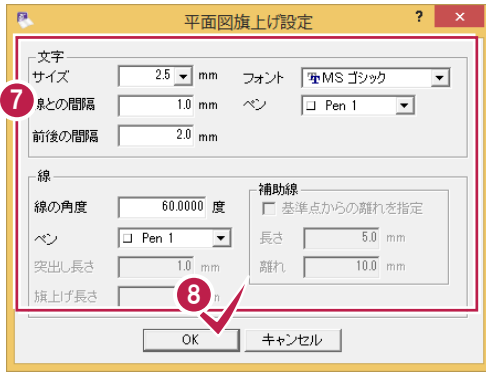 平面図旗上げ設定
? ×
文字
サイズ 2.5 mm フォント MS ゴシック
7
線との間隔 1.0 mm ペン Pen 1
前後の間隔 2.0 mm
線
線の角度 60.0000 度
補助線
基準点からの離れを指定
ペン Pen 1
長さ 5.0 mm
突出し長さ 1.0 mm
離れ 10.0 mm
旗上げ長さ
8
OK キャンセル